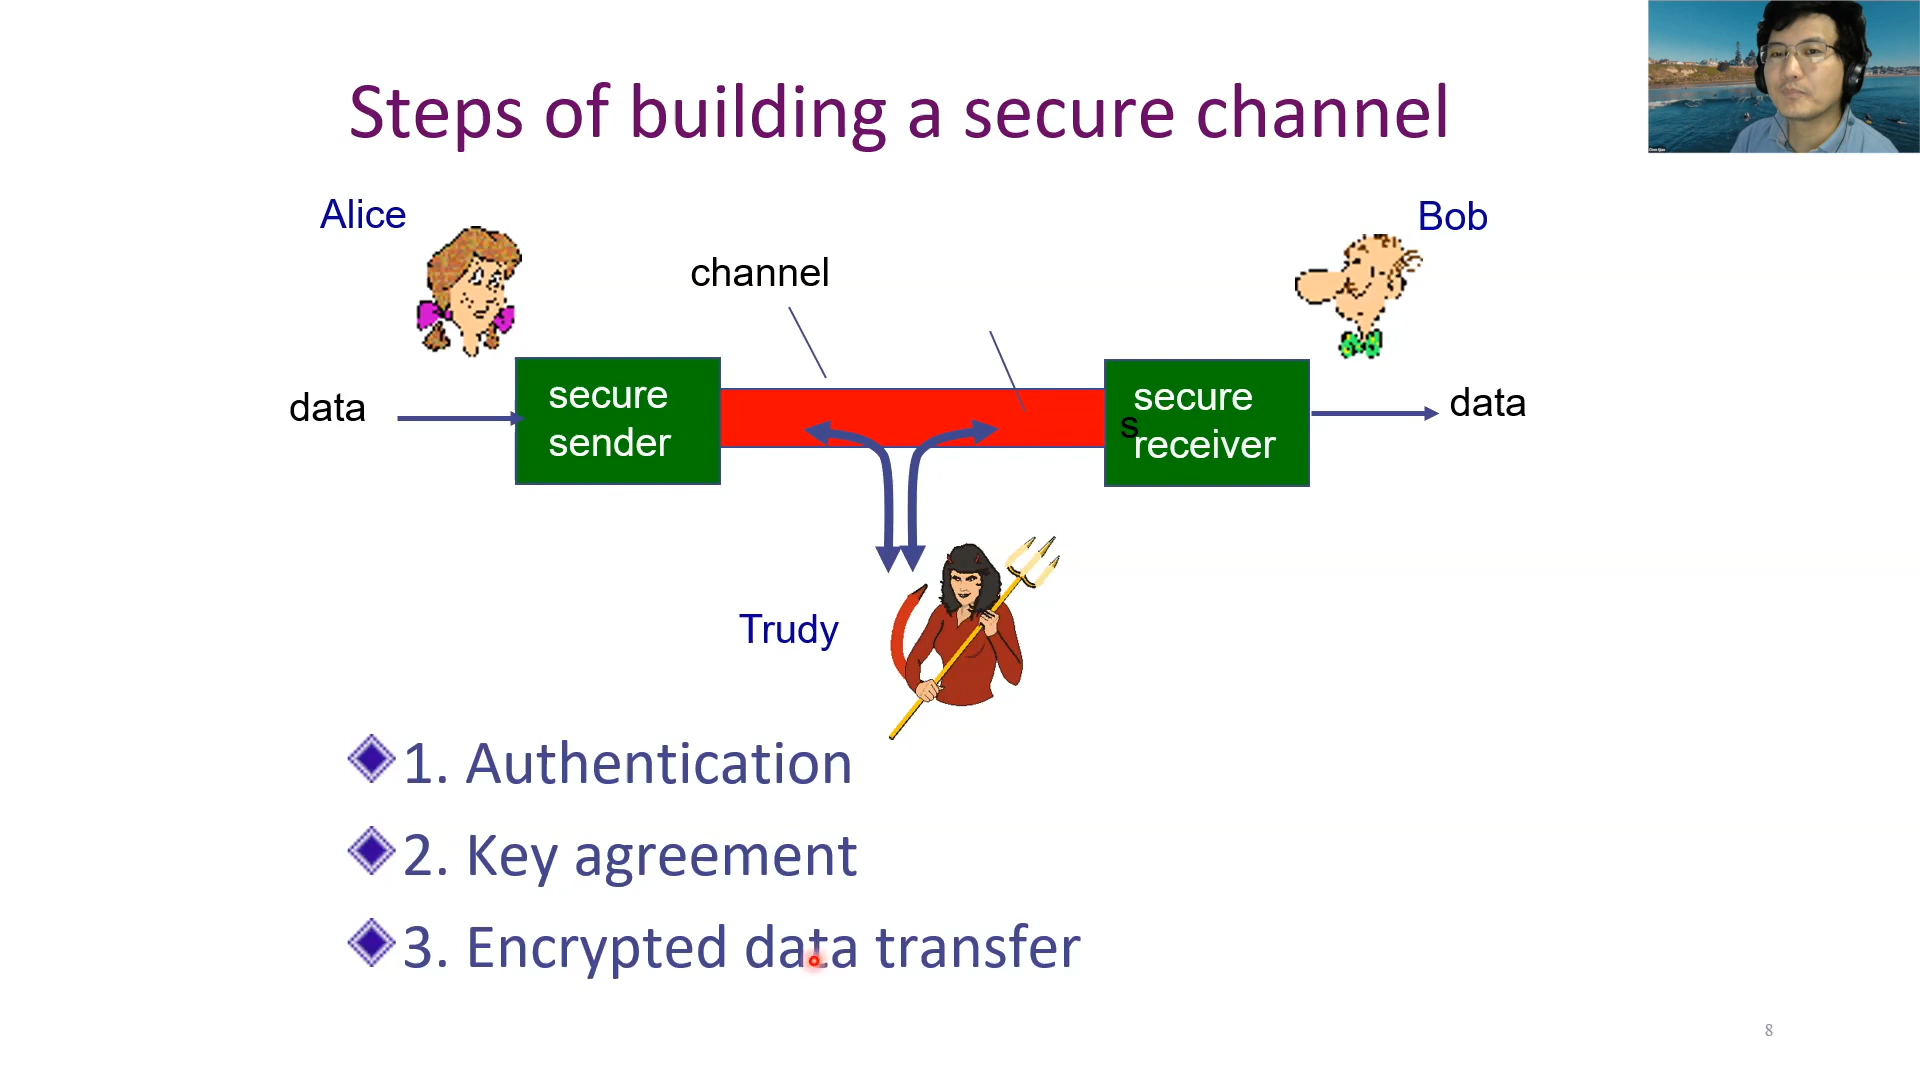 Steps of building a secure channel
Alice
Bob
channel
data
secure
sender
s
secure
receiver
data
Trudy
1. Authentication
2. Key agreement
3. Encrypted data transfer
8